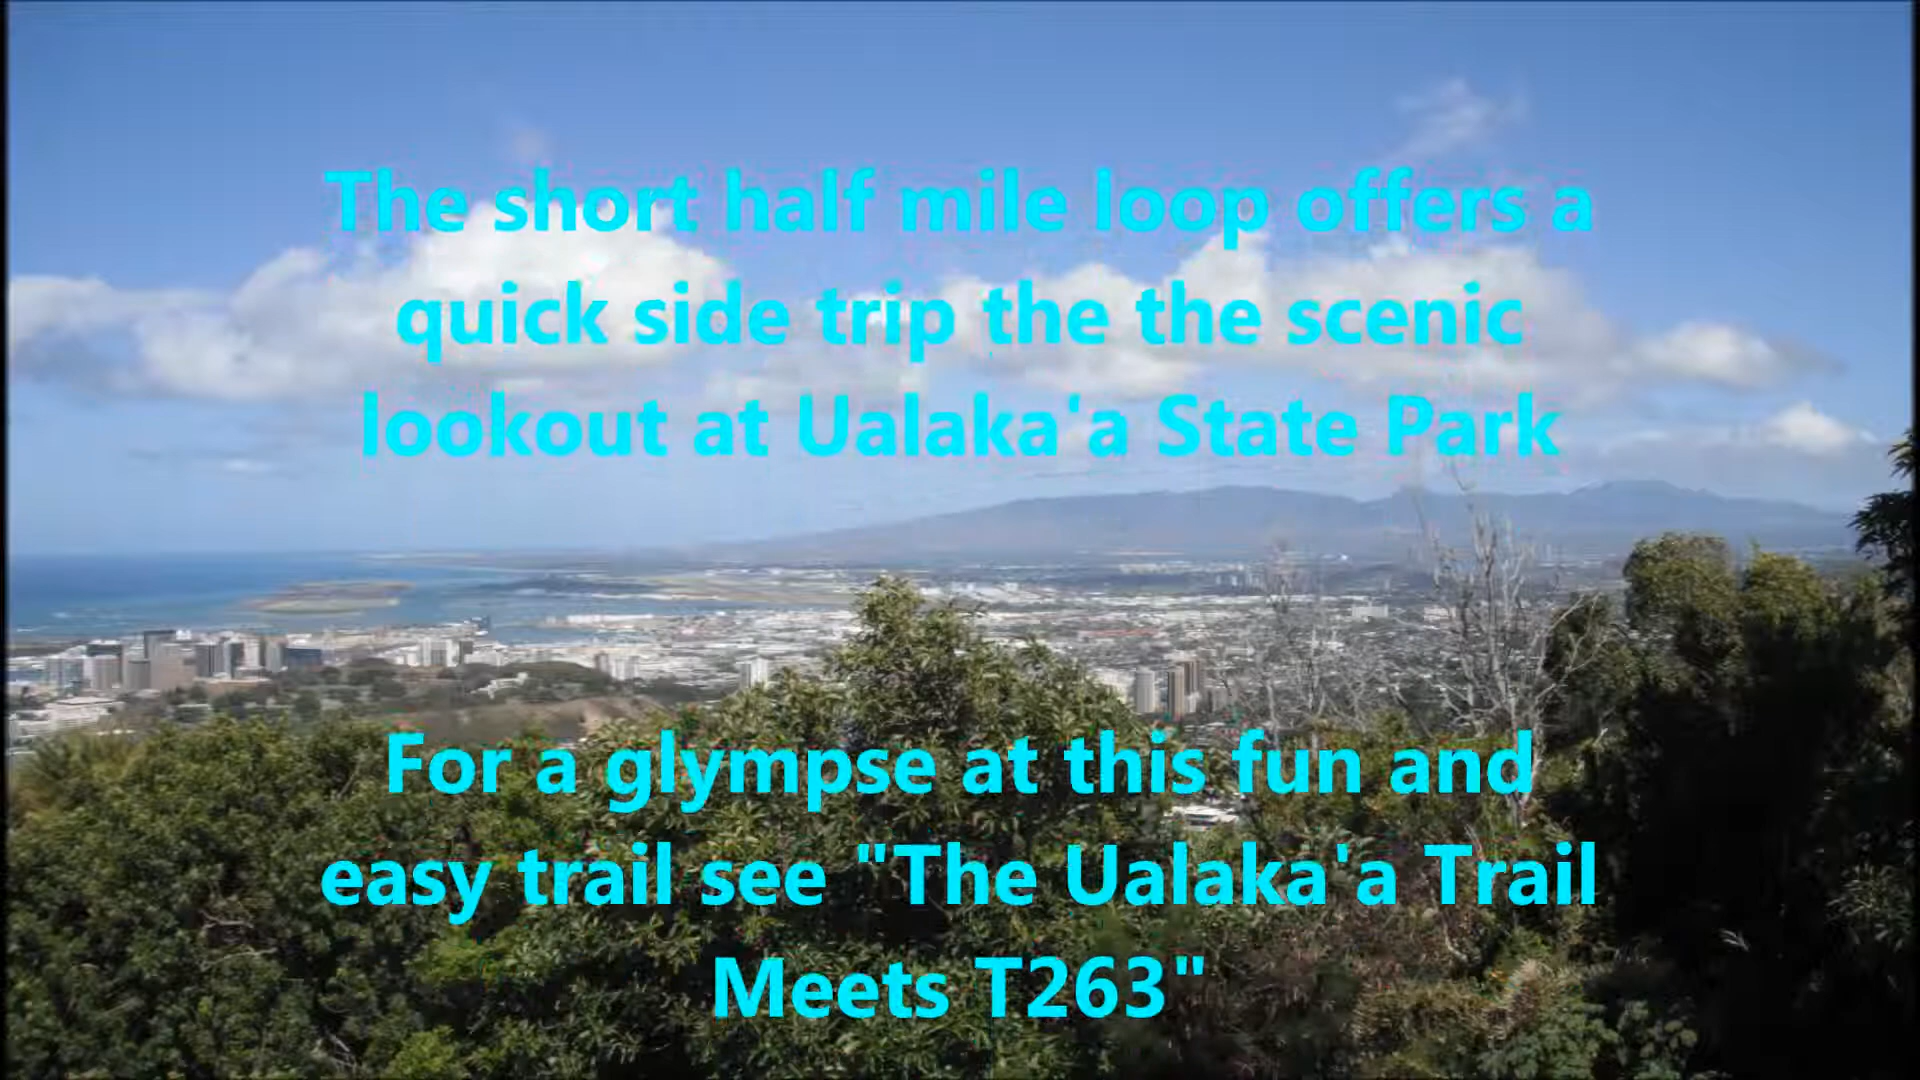 The short half mile loop offers a
quick side trip the the scenic
lookout at Ualaka'a State Park
For a glympse at this fun and
easy trail see "The Ualaka'a Trail
Meets T263"